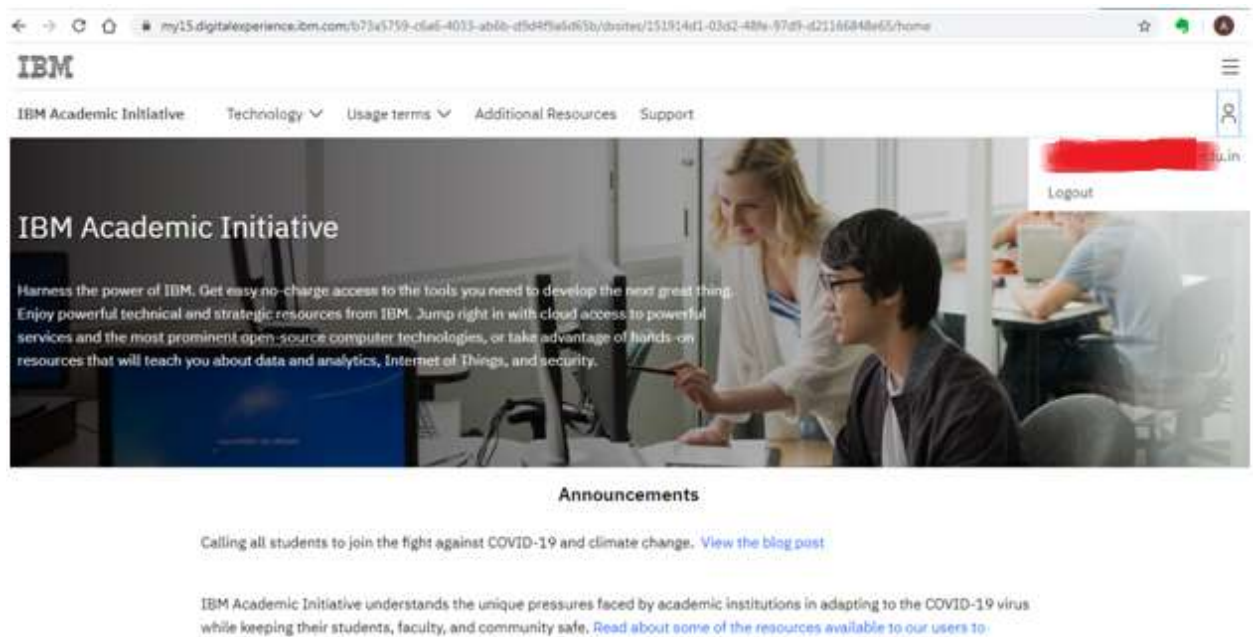 my15.digitalexperience.ibm.com/b73a5759-c6a6-4033-ab6b-d9d4f9a5d65b/dxsites/151914d1-03d2-48fe-97d9-d21166848e65/home
A
IBM
IBM Academic Initiative Technology Usage terms Additional Resources Support
du.in
Logout
IBM Academic Initiative
Harness the power of IBM. Get easy no-charge access to the tools you need to develop the next great thing.
Enjoy powerful technical and strategic resources from IBM. Jump right in with cloud access to powerful
services and the most prominent open-source computer technologies, or take advantage of hands-on
resources that will teach you about data and analytics, Internet of Things, and security.
Announcements
Calling all students to join the fight against COVID-19 and climate change. View the blog post
IBM Academic Initiative understands the unique pressures faced by academic institutions in adapting to the COVID-19 virus
while keeping their students, faculty, and community safe. Read about some of the resources available to our users to